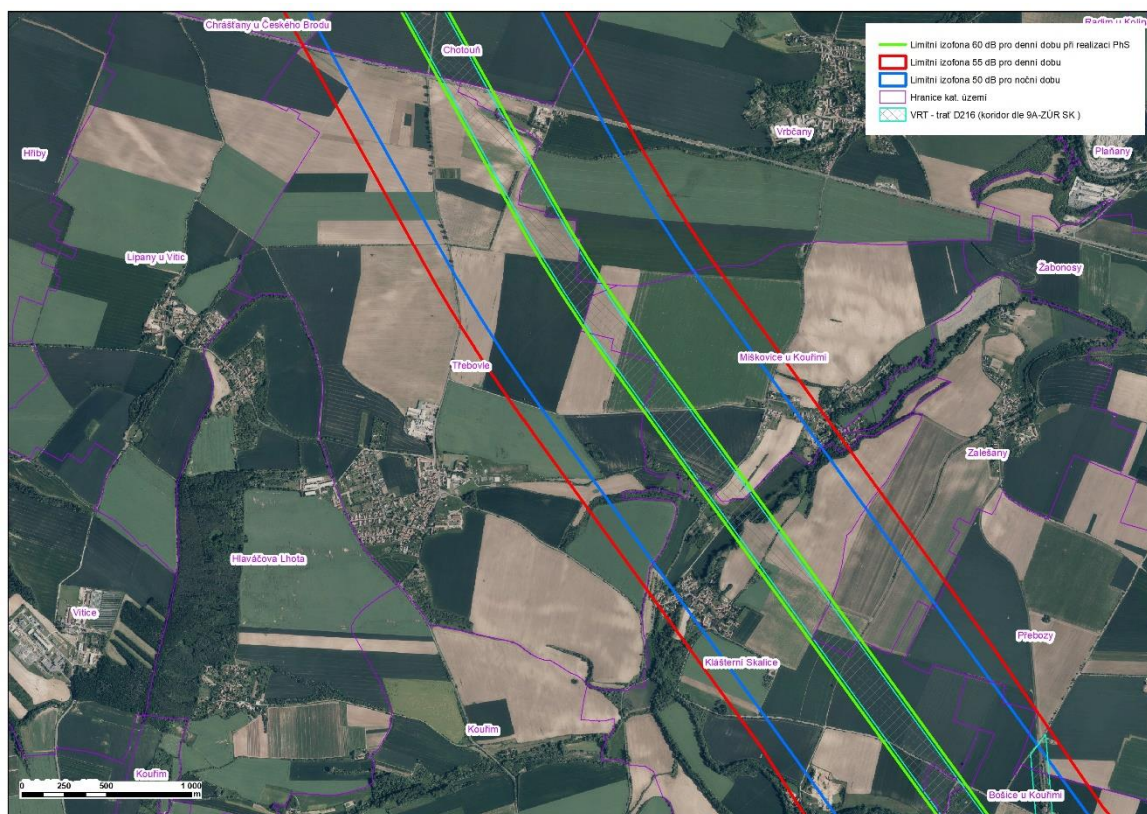 Chrášťany u Českého Brodu
Radim u Kolín
Chotouň
Limitní izofona 60 dB pro denní dobu při realizaci PhS
Limitní izofona 55 dB pro denní dobu
Limitní izofona 50 dB pro noční dobu
Hranice kat. území
VRT - trať D216 (koridor dle 9A-ZÚR SK )
Vrbčany
Hřiby
Plaňany
Lipany u Vitic
Žabonosy
Třebovle
Miškovice u Kouřimi
Zalešany
Hlaváčova Lhota
Vitice
Přebozy
Klášterní Skalice
Kouřim
Kouřim
Bošice u Kouřimi
0 250 500 1 000
m